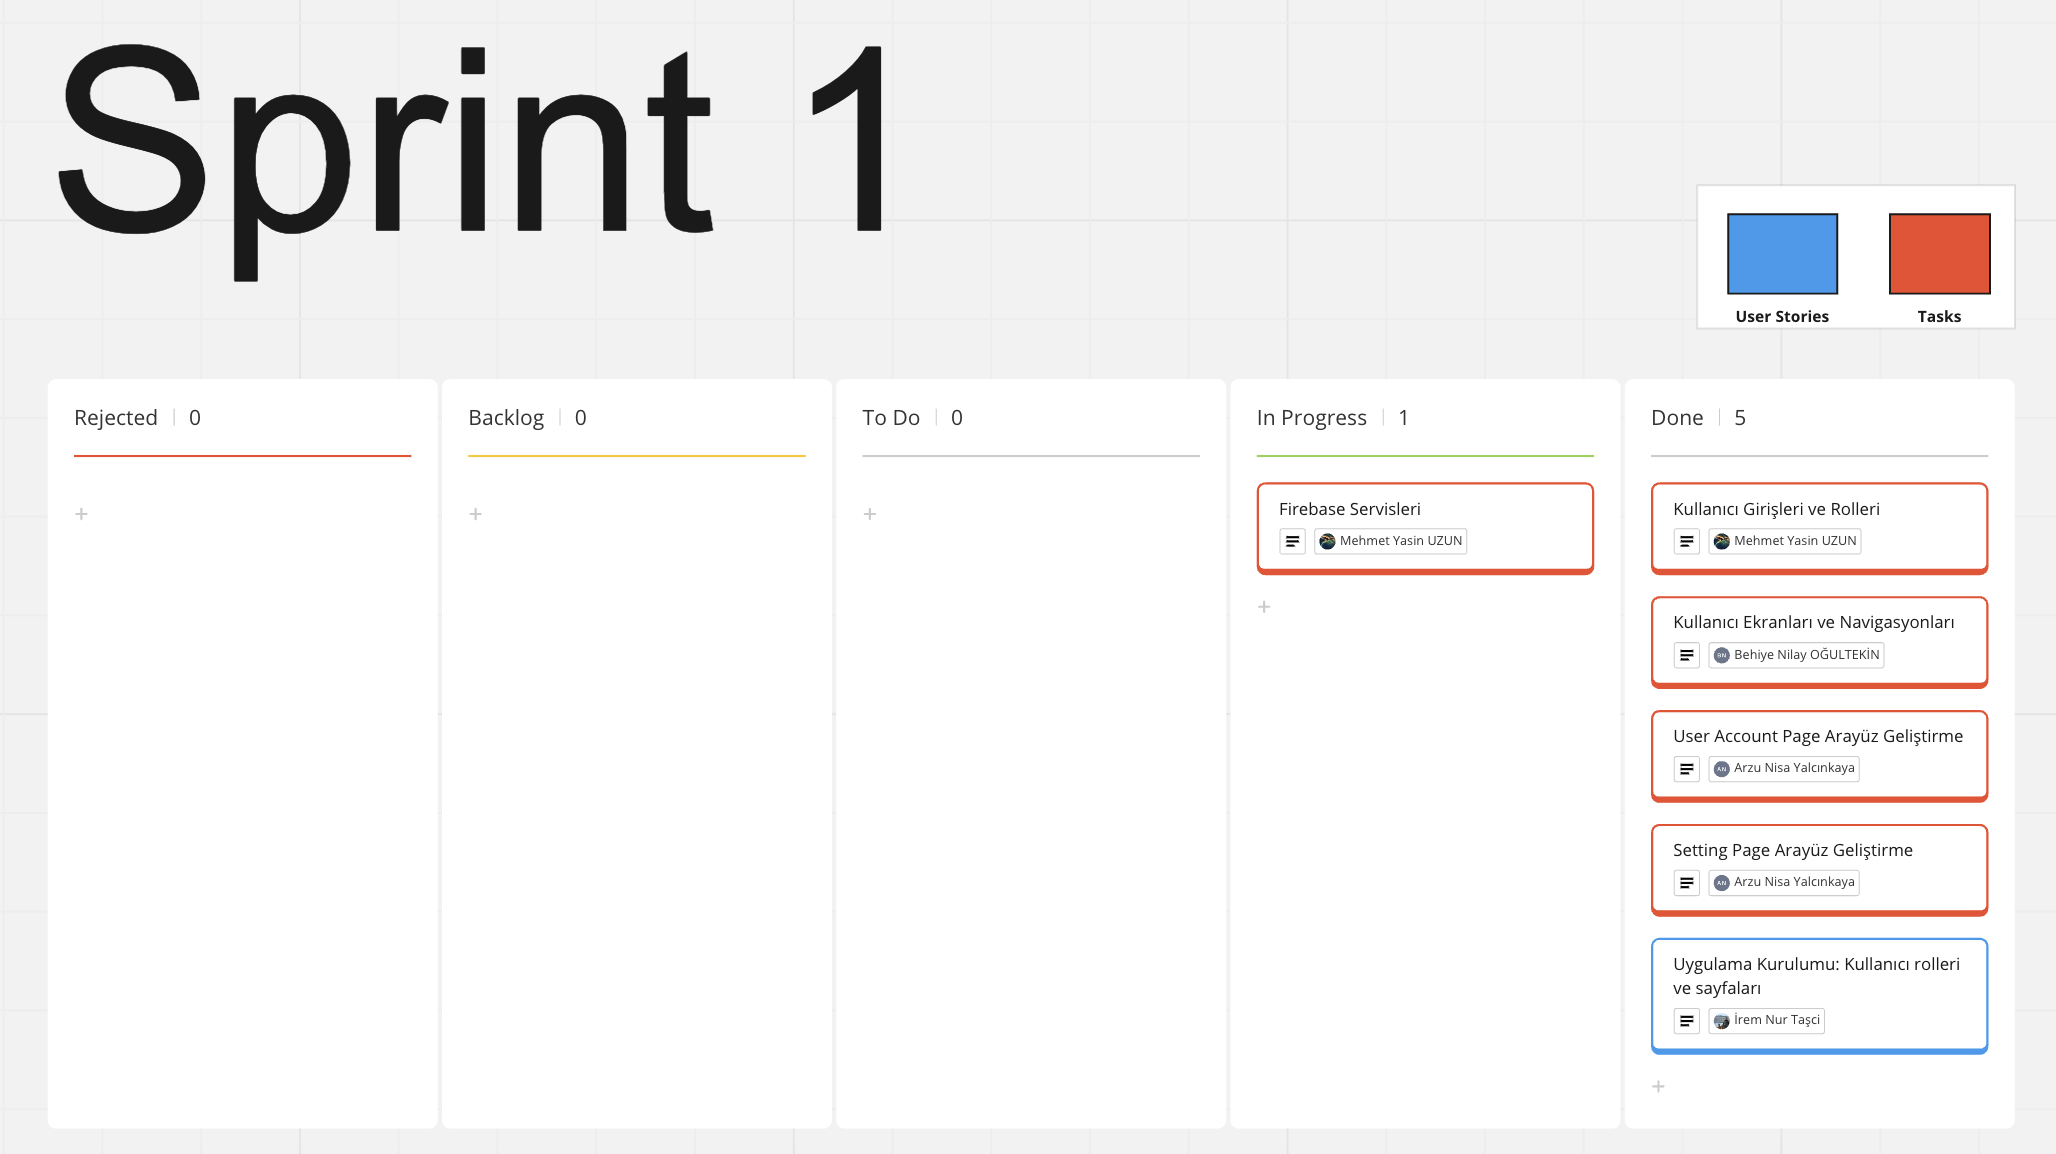 Sprint 1
User Stories
Tasks
Rejected 0
Backlog 0
To Do 0
In Progress 1
Firebase Servisleri
Mehmet Yasin UZUN
Done 5
Kullanıcı Girişleri ve Rolleri
Mehmet Yasin UZUN
Kullanıcı Ekranları ve Navigasyonları
BN Behiye Nilay OĞULTEKİN
User Account Page Arayüz Geliştirme
AN Arzu Nisa Yalcınkaya
Setting Page Arayüz Geliştirme
AN Arzu Nisa Yalcınkaya
Uygulama Kurulumu: Kullanıcı rolleri
ve sayfaları
İrem Nur Taşci